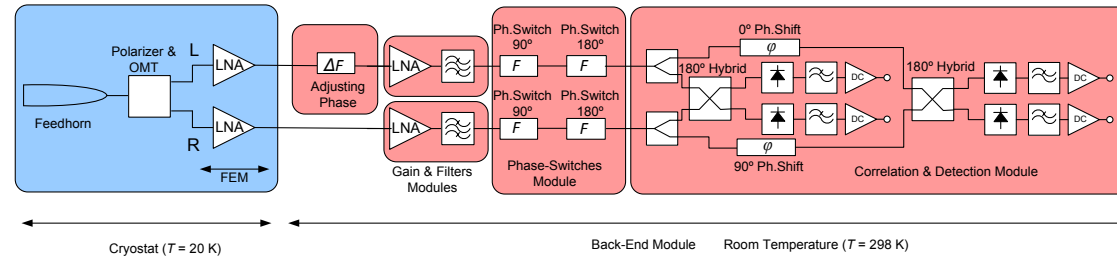 Polarizer &
OMT
L
R
LNA
LNA
Feedhorn
FEM
ΔF
Adjusting
Phase
LNA
LNA
Gain & Filters
Modules
Ph.Switch
90º
Ph.Switch
180º
F
F
Ph.Switch
90º
Ph.Switch
180º
F
F
Phase-Switches
Module
0º Ph.Shift
φ
180º Hybrid
DC
DC
φ
90º Ph.Shift
180º Hybrid
DC
DC
Correlation & Detection Module
Cryostat (T = 20 K)
Back-End Module Room Temperature (T = 298 K)